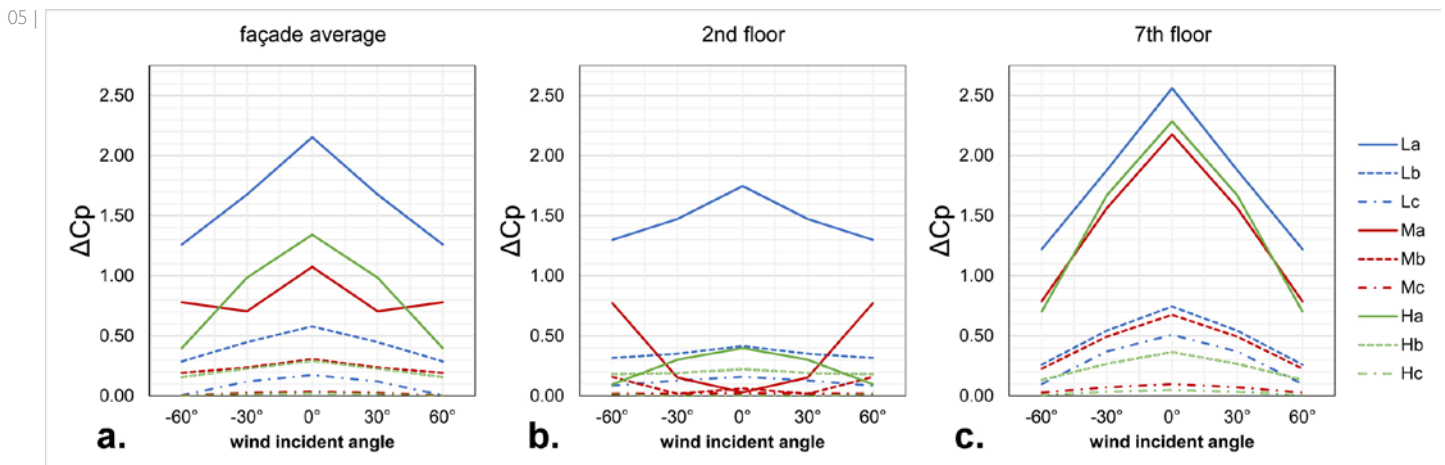 05 |
façade average
2nd floor
7th floor
ΔCp
2.50
2.00
1.50
1.00
0.50
0.00
-60°
-30°
0°
30°
60°
a.
wind incident angle
ΔCp
2.50
2.00
1.50
1.00
0.50
0.00
-60°
-30°
0°
30°
60°
b.
wind incident angle
ΔCp
2.50
2.00
1.50
1.00
0.50
0.00
-60°
-30°
0°
30°
60°
c.
wind incident angle
La
Lb
Lc
Ma
Mb
Mc
Ha
Hb
Hc